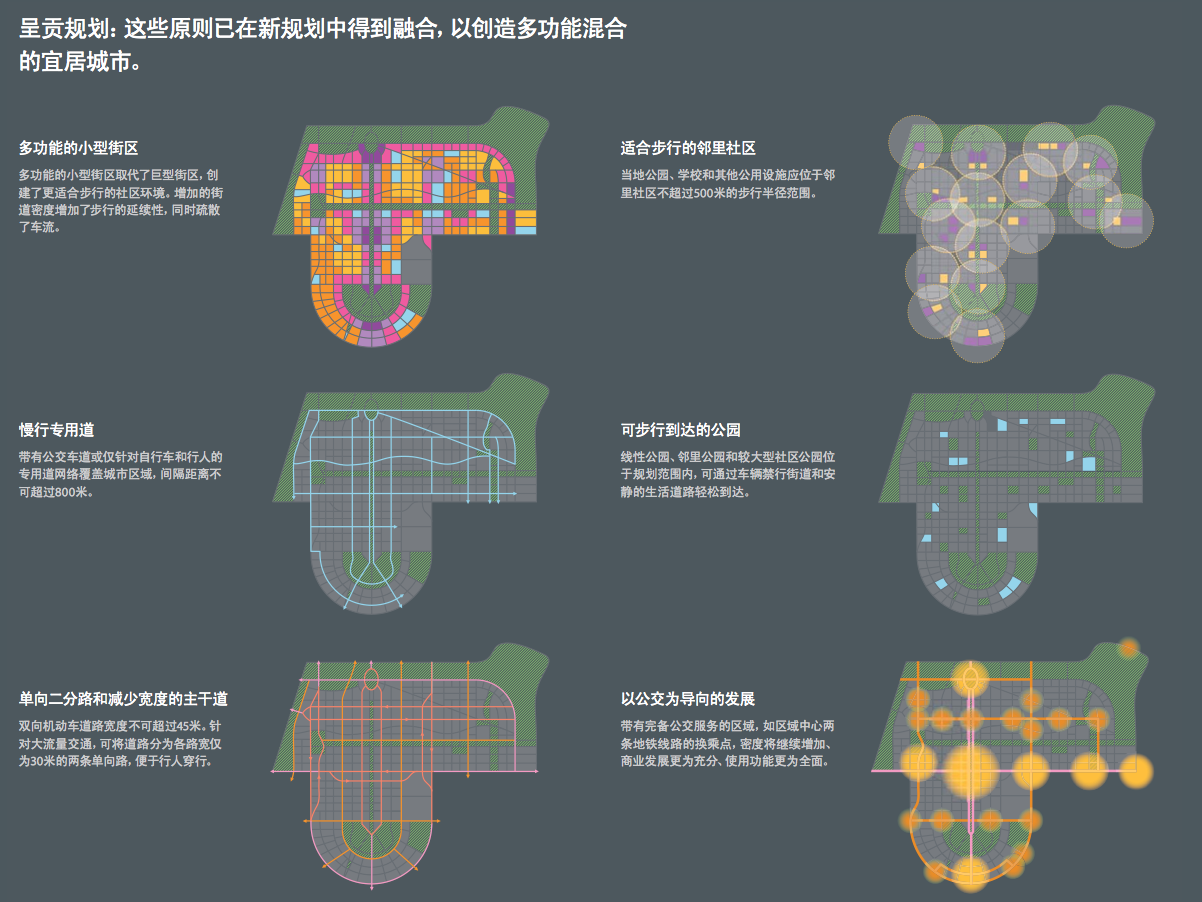 呈贡规划: 这些原则已在新规划中得到融合, 以创造多功能混合
的宜居城市。
多功能的小型街区
多功能的小型街区取代了巨型街区, 创
建了更适合步行的社区环境。增加的街
道密度增加了步行的延续性, 同时疏散
了车流。
适合步行的邻里社区
当地公园、学校和其他公用设施应位于邻
里社区不超过500米的步行半径范围。
慢行专用道
带有公交车道或仅针对自行车和行人的
专用道网络覆盖城市区域, 间隔距离不
可超过800米。
可步行到达的公园
线性公园、邻里公园和较大型社区公园位
于规划范围内, 可通过车辆禁行街道和安
静的生活道路轻松到达。
单向二分路和减少宽度的主干道
双向机动车道路宽度不可超过45米。针
对大流量交通, 可将道路分为各路宽仅
为30米的两条单向路, 便于行人穿行。
以公交为导向的发展
带有完备公交服务的区域, 如区域中心两
条地铁线路的换乘点, 密度将继续增加、
商业发展更为充分、使用功能更为全面。